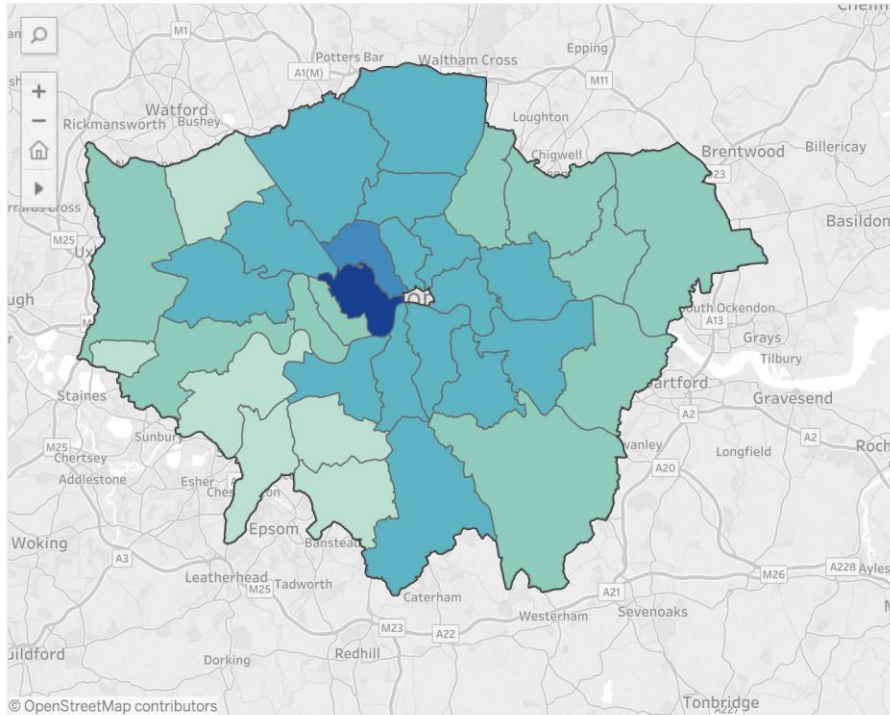 Potters Bar
Waltham Cross
Epping
M1
A1(M)
M11
Watford
Loughton
Rickmansworth
Bushey
Chigwell
Brentwood
Billericay
M25
Basildon
South Ockendon
A13
Grays
Tilbury
Staines
Dartford
Gravesend
A2
A2
Sunbury
M25
Chertsey
Longfield
Addlestone
Esher
A20
Epsom
Woking
Banstead
A3
M26
A228
Leatherhead
Tadworth
M25
A21
Sevenoaks
Caterham
Westerham
M23
A22
Redhill
Dorking
© OpenStreetMap contributors
Tonbridge
A227